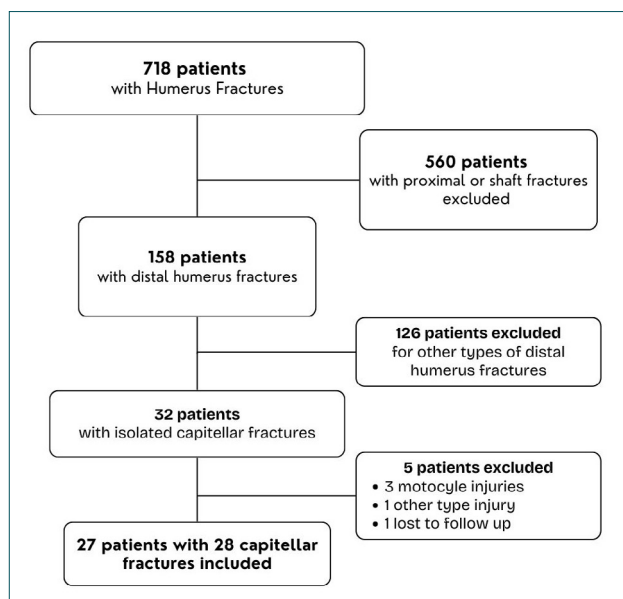 718 patients
with Humerus Fractures
560 patients
with proximal or shaft fractures
excluded
158 patients
with distal humerus fractures
126 patients excluded
for other types of distal
humerus fractures
32 patients
with isolated capitellar fractures
5 patients excluded
• 3 motocyle injuries
• 1 other type injury
• 1 lost to follow up
27 patients with 28 capitellar
fractures included